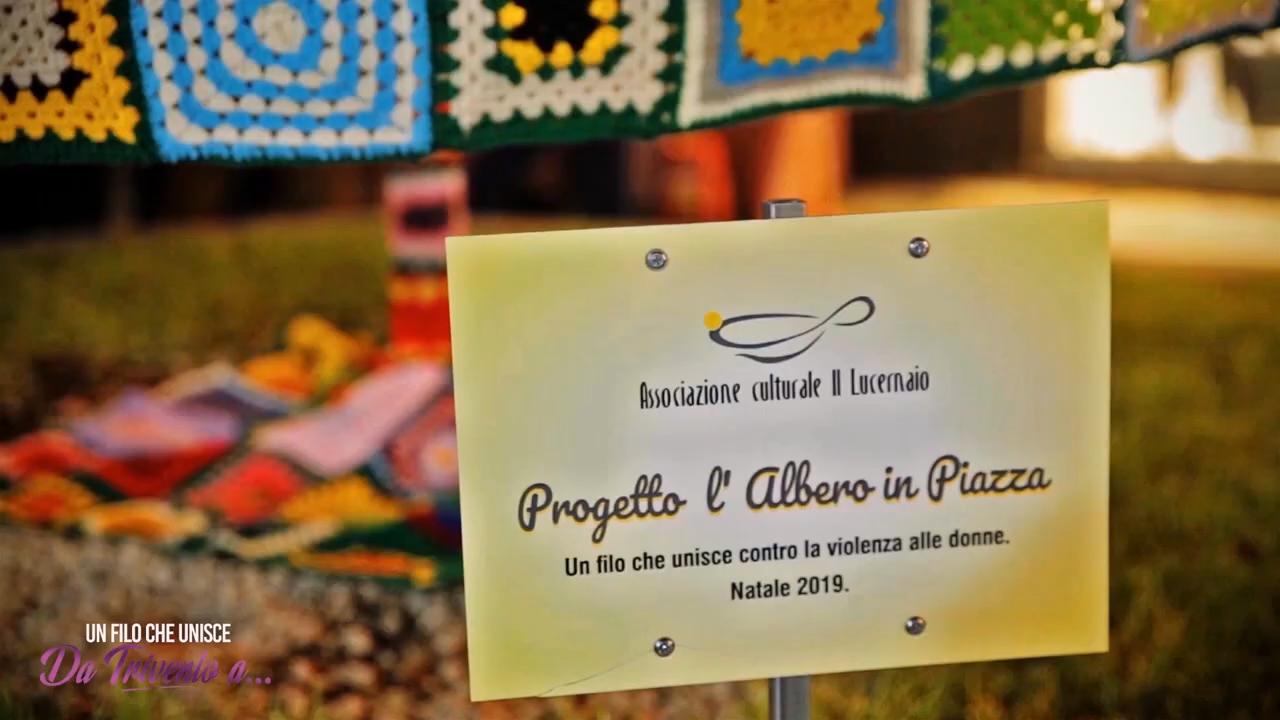 Associazione culturale Il Lucernaio
Progetto l' Albero in Piazza
Un filo che unisce contro la violenza alle donne.
Natale 2019.
UN FILO CHE UNISCE
Da Trivento a...